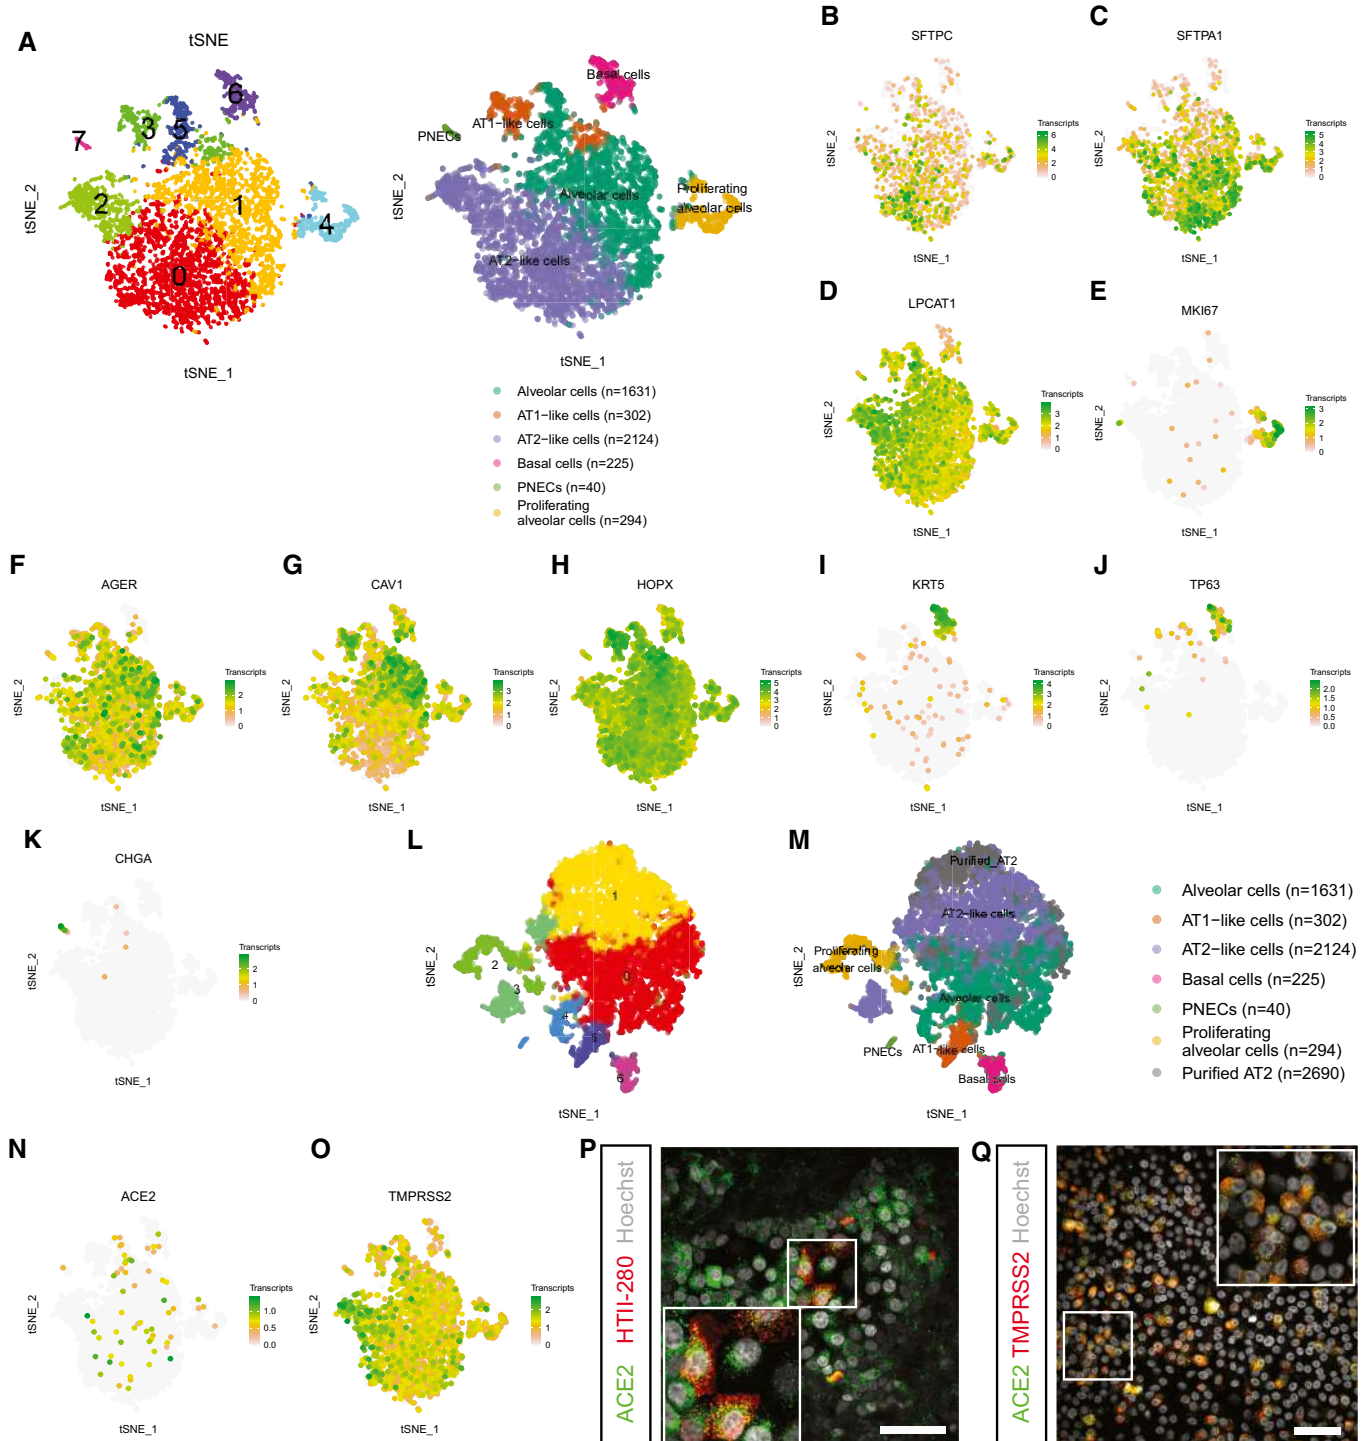 A
tSNE
7
3
5
6
2
1
0
4
tSNE_2
tSNE_1
Basal cells
AT1-like cells
PNECs
Alveolar cells
Proliferating
alveolar cells
AT2-like cells
tSNE_2
tSNE_1
Alveolar cells (n=1631)
AT1-like cells (n=302)
AT2-like cells (n=2124)
Basal cells (n=225)
PNECs (n=40)
Proliferating
alveolar cells (n=294)
B
SFTPC
Transcripts
6
4
2
0
tSNE_2
tSNE_1
C
SFTPA1
Transcripts
5
4
3
2
1
0
tSNE_2
tSNE_1
D
LPCAT1
Transcripts
3
2
1
0
tSNE_2
tSNE_1
E
MKI67
Transcripts
3
2
1
0
tSNE_2
tSNE_1
F
AGER
Transcripts
2
1
0
tSNE_2
tSNE_1
G
CAV1
Transcripts
3
2
1
0
tSNE_2
tSNE_1
H
HOPX
Transcripts
5
4
3
2
1
0
tSNE_2
tSNE_1
I
KRT5
Transcripts
4
3
2
1
0
tSNE_2
tSNE_1
J
TP63
Transcripts
2.0
1.5
1.0
0.5
0.0
tSNE_2
tSNE_1
K
CHGA
Transcripts
2
1
0
tSNE_2
tSNE_1
L
1
2
3
0
4
5
6
tSNE_2
tSNE_1
M
Purified_AT2
AT2-like cells
Proliferating
alveolar cells
Alveolar cells
PNECs
AT1-like cells
Basal cells
tSNE_2
tSNE_1
Alveolar cells (n=1631)
AT1-like cells (n=302)
AT2-like cells (n=2124)
Basal cells (n=225)
PNECs (n=40)
Proliferating
alveolar cells (n=294)
Purified AT2 (n=2690)
N
ACE2
Transcripts
1.0
0.5
0.0
tSNE_2
tSNE_1
O
TMPRSS2
Transcripts
2
1
0
tSNE_2
tSNE_1
P
ACE2 HTII-280 Hoechst
Q
ACE2 TMPRSS2 Hoechst